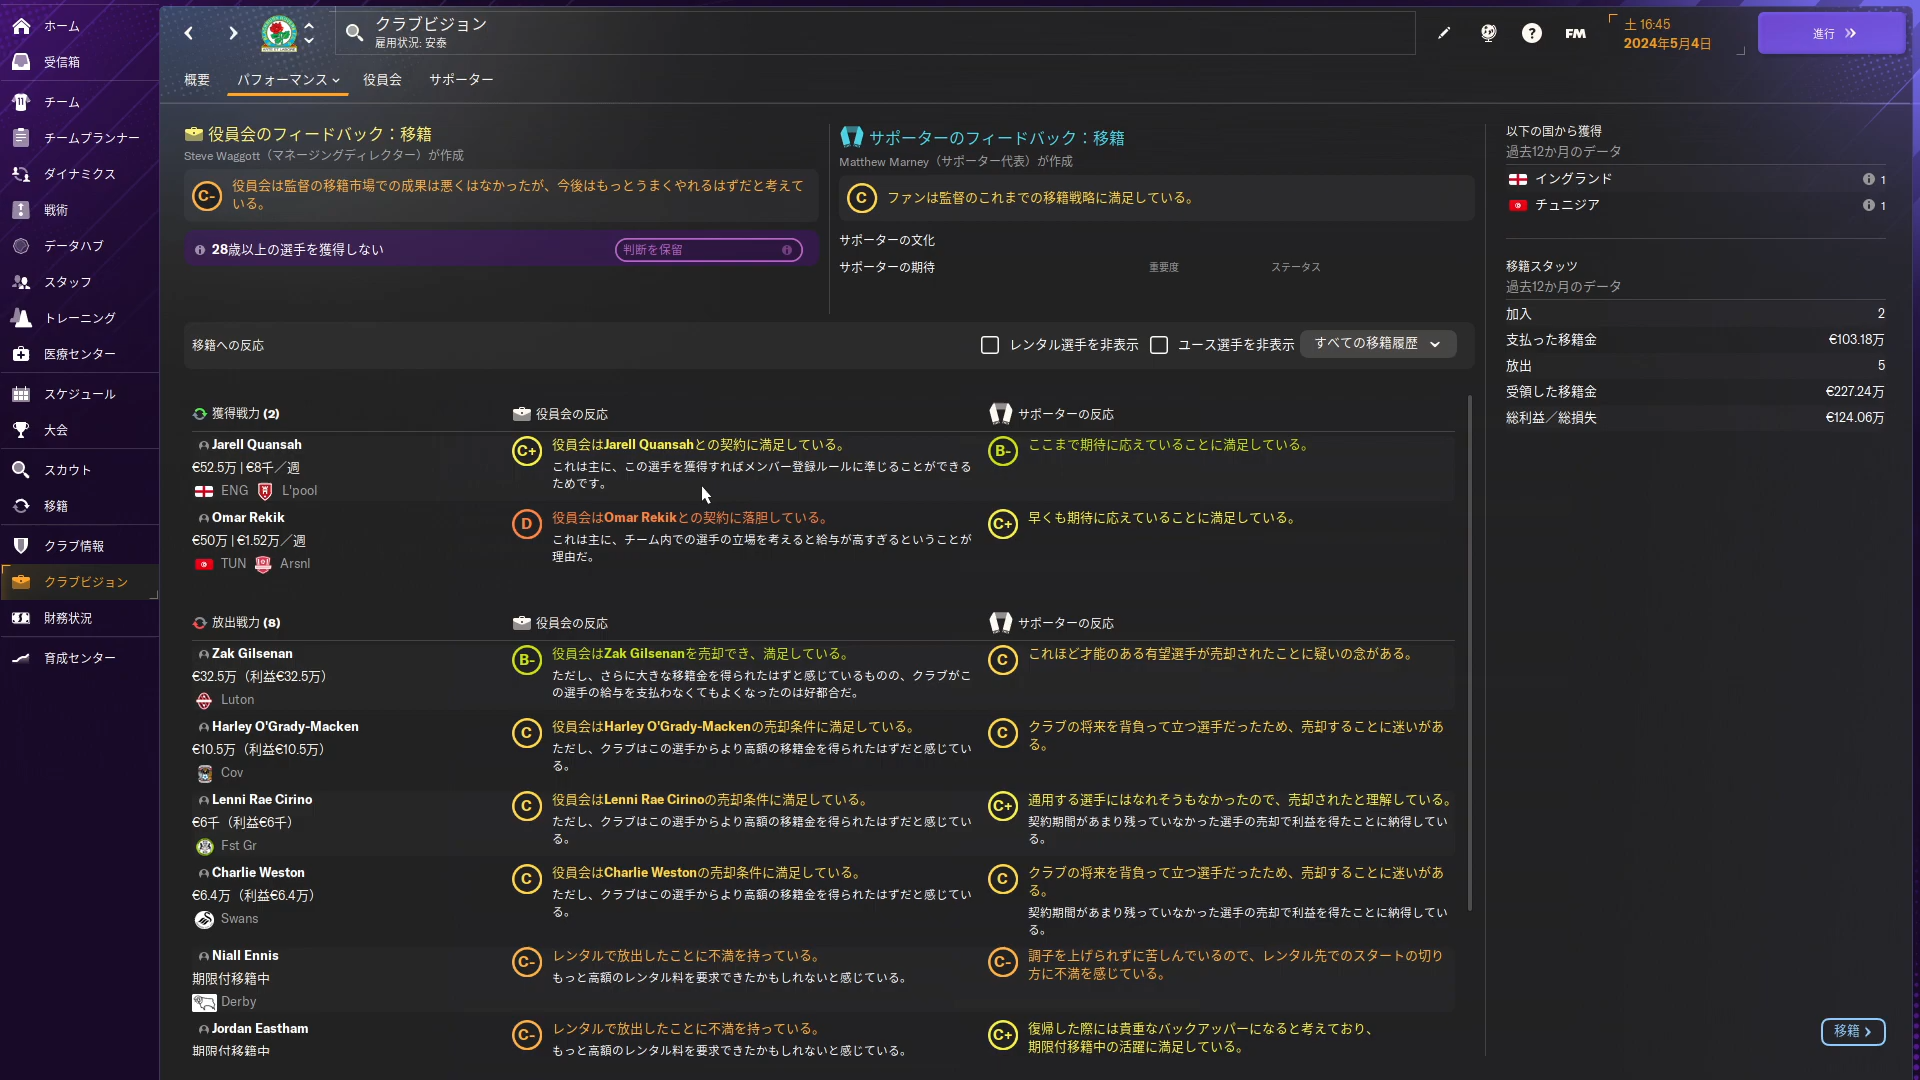 ホーム
受信箱
チーム
チームプランナー
ダイナミクス
戦術
データハブ
スタッフ
トレーニング
医療センター
スケジュール
大会
スカウト
移籍
クラブ情報
クラブビジョン
財務状況
育成センター
クラブビジョン
雇用状況: 安泰
FM
土 16:45
2024年5月4日
進行
概要
パフォーマンス
役員会
サポーター
役員会のフィードバック：移籍
Steve Waggott（マネージングディレクター）が作成
C-
役員会は監督の移籍市場での成果は悪くはなかったが、今後はもっとうまくやれるはずだと考えて
いる。
28歳以上の選手を獲得しない
判断を保留
サポーターのフィードバック：移籍
Matthew Marney（サポーター代表）が作成
C
ファンは監督のこれまでの移籍戦略に満足している。
サポーターの文化
サポーターの期待 重要度 ステータス
移籍への反応
レンタル選手を非表示
ユース選手を非表示
すべての移籍履歴
獲得戦力 (2) 役員会の反応 サポーターの反応
Jarell Quansah
€52.5万 | €8千／週
ENG L'pool
C+
役員会はJarell Quansahとの契約に満足している。
これは主に、この選手を獲得すればメンバー登録ルールに準じることができる
ためです。
B-
ここまで期待に応えていることに満足している。
Omar Rekik
€50万 | €1.52万／週
TUN Arsnl
D
役員会はOmar Rekikとの契約に落胆している。
これは主に、チーム内での選手の立場を考えると給与が高すぎるということが
理由だ。
C+
早くも期待に応えていることに満足している。
放出戦力 (8) 役員会の反応 サポーターの反応
Zak Gilsenan
€32.5万（利益€32.5万）
Luton
B-
役員会はZak Gilsenanを売却でき、満足している。
ただし、さらに大きな移籍金を得られたはずと感じているものの、クラブがこ
の選手の給与を支払わなくてもよくなったのは好都合だ。
C
これほど才能のある有望選手が売却されたことに疑いの念がある。
Harley O'Grady-Macken
€10.5万（利益€10.5万）
Cov
C
役員会はHarley O'Grady-Mackenの売却条件に満足している。
ただし、クラブはこの選手からより高額の移籍金を得られたはずだと感じてい
る。
C
クラブの将来を背負って立つ選手だったため、売却することに迷いがあ
る。
Lenni Rae Cirino
€6千（利益€6千）
Fst Gr
C
役員会はLenni Rae Cirinoの売却条件に満足している。
ただし、クラブはこの選手からより高額の移籍金を得られたはずだと感じてい
る。
C+
通用する選手にはなれそうもなかったので、売却されたと理解している。
契約期間があまり残っていなかった選手の売却で利益を得たことに納得してい
る。
Charlie Weston
€6.4万（利益€6.4万）
Swans
C
役員会はCharlie Westonの売却条件に満足している。
ただし、クラブはこの選手からより高額の移籍金を得られたはずだと感じてい
る。
C
クラブの将来を背負って立つ選手だったため、売却することに迷いがあ
る。
契約期間があまり残っていなかった選手の売却で利益を得たことに納得してい
る。
Niall Ennis
期限付移籍中
Derby
C-
レンタルで放出したことに不満を持っている。
もっと高額のレンタル料を要求できたかもしれないと感じている。
C-
調子を上げられずに苦しんでいるので、レンタル先でのスタートの切り
方に不満を感じている。
Jordan Eastham
期限付移籍中
C-
レンタルで放出したことに不満を持っている。
もっと高額のレンタル料を要求できたかもしれないと感じている。
C+
復帰した際には貴重なバックアッパーになると考えており、
期限付移籍中の活躍に満足している。
以下の国から獲得
過去12か月のデータ
イングランド 1
チュニジア 1
移籍スタッツ
過去12か月のデータ
加入 2
支払った移籍金 €103.18万
放出 5
受領した移籍金 €227.24万
総利益／総損失 €124.06万
移籍